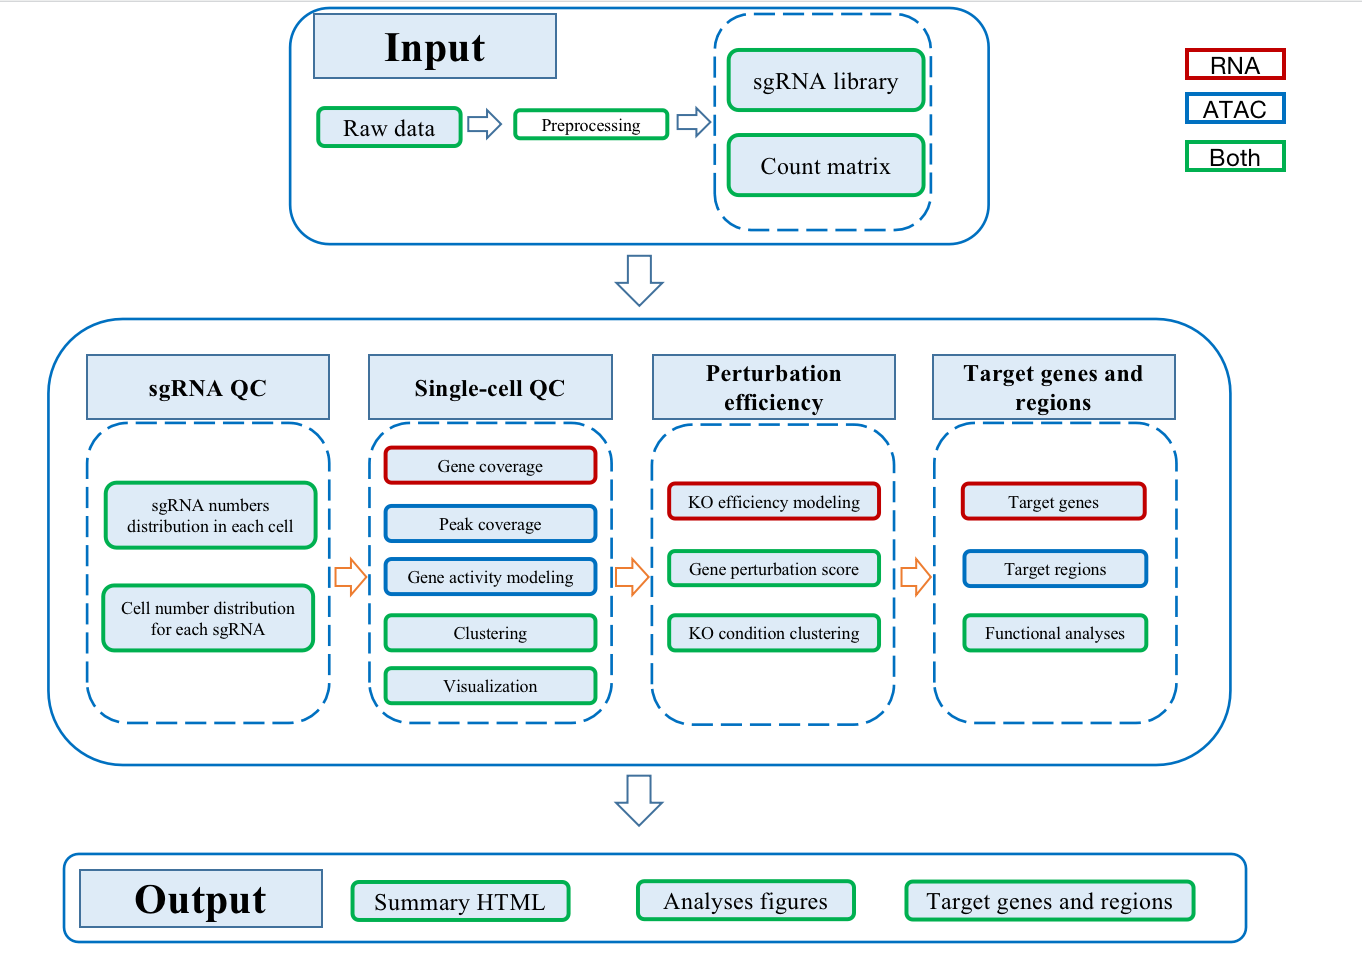 Input
Raw data
Preprocessing
sgRNA library
Count matrix
RNA
ATAC
Both
sgRNA QC
sgRNA numbers
distribution in each cell
Cell number distribution
for each sgRNA
Single-cell QC
Gene coverage
Peak coverage
Gene activity modeling
Clustering
Visualization
Perturbation
efficiency
KO efficiency modeling
Gene perturbation score
KO condition clustering
Target genes and
regions
Target genes
Target regions
Functional analyses
Output
Summary HTML
Analyses figures
Target genes and regions